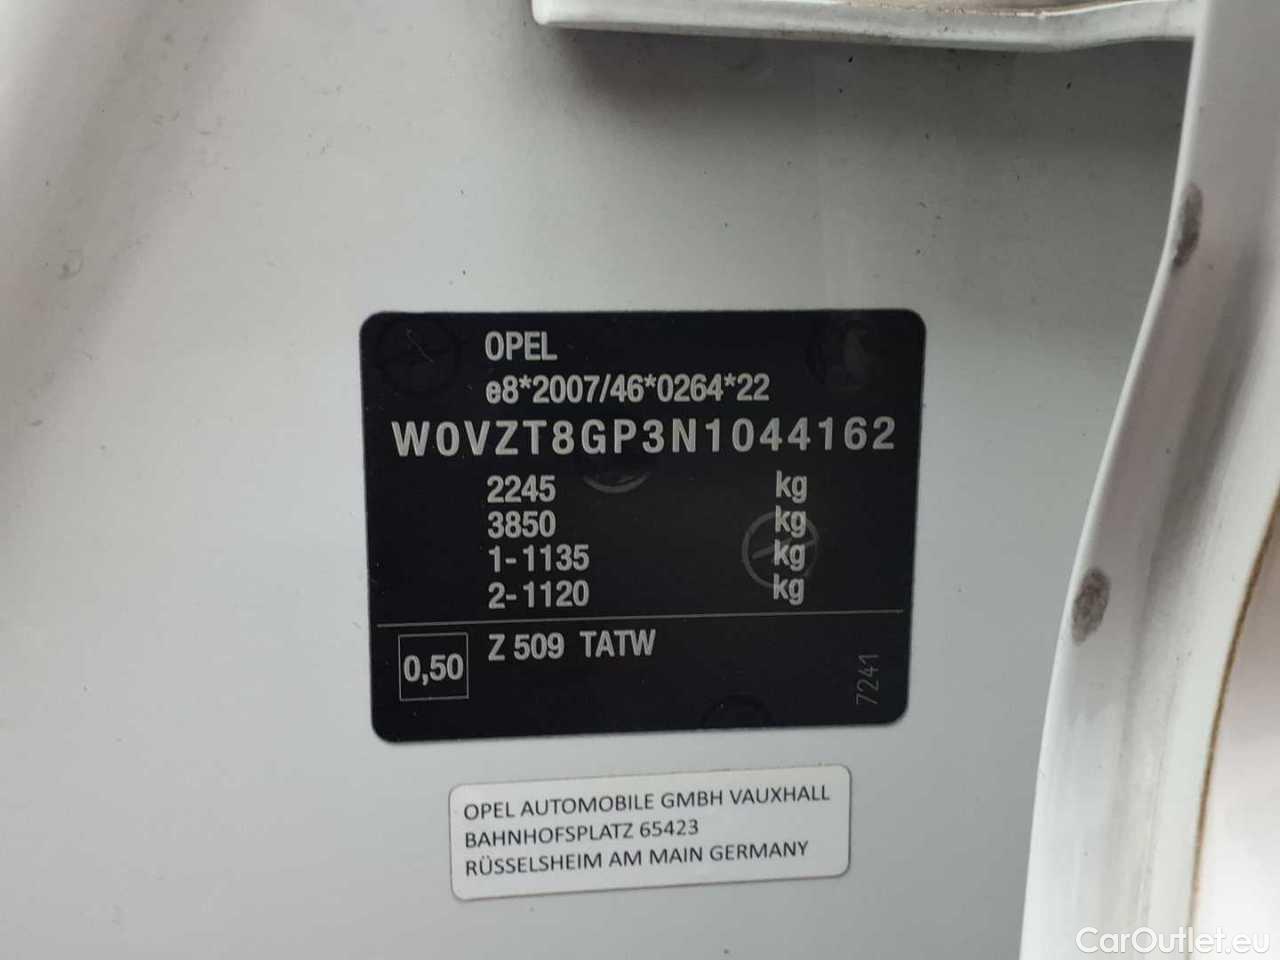 OPEL
e8*2007/46*0264*22
W0VZT8GP3N1044162
2245 kg
3850 kg
1-1135 kg
2-1120 kg
0,50 Z 509 TATW
7241
OPEL AUTOMOBILE GMBH VAUXHALL
BAHNHOFSPLATZ 65423
RÜSSELSHEIM AM MAIN GERMANY
CarOutlet.eu